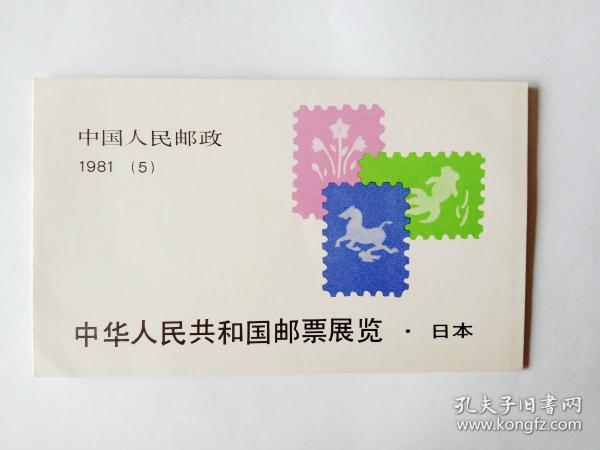 中国人民邮政
1981 (5)
中华人民共和国邮票展览 · 日本
孔夫子旧书网
www.kongfz.com